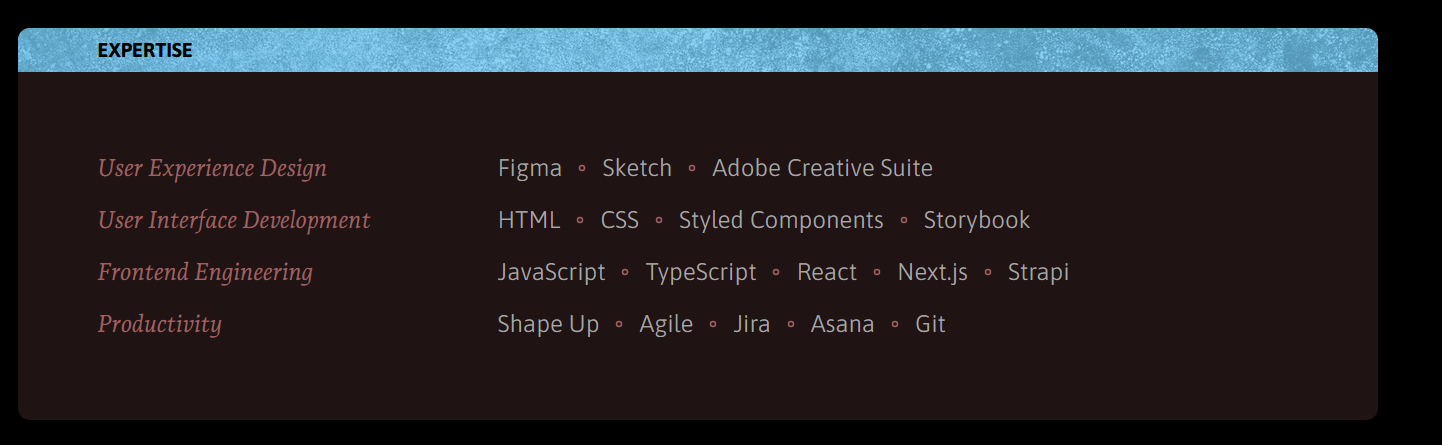 EXPERTISE
User Experience Design Figma ∘ Sketch ∘ Adobe Creative Suite
User Interface Development HTML ∘ CSS ∘ Styled Components ∘ Storybook
Frontend Engineering JavaScript ∘ TypeScript ∘ React ∘ Next.js ∘ Strapi
Productivity Shape Up ∘ Agile ∘ Jira ∘ Asana ∘ Git